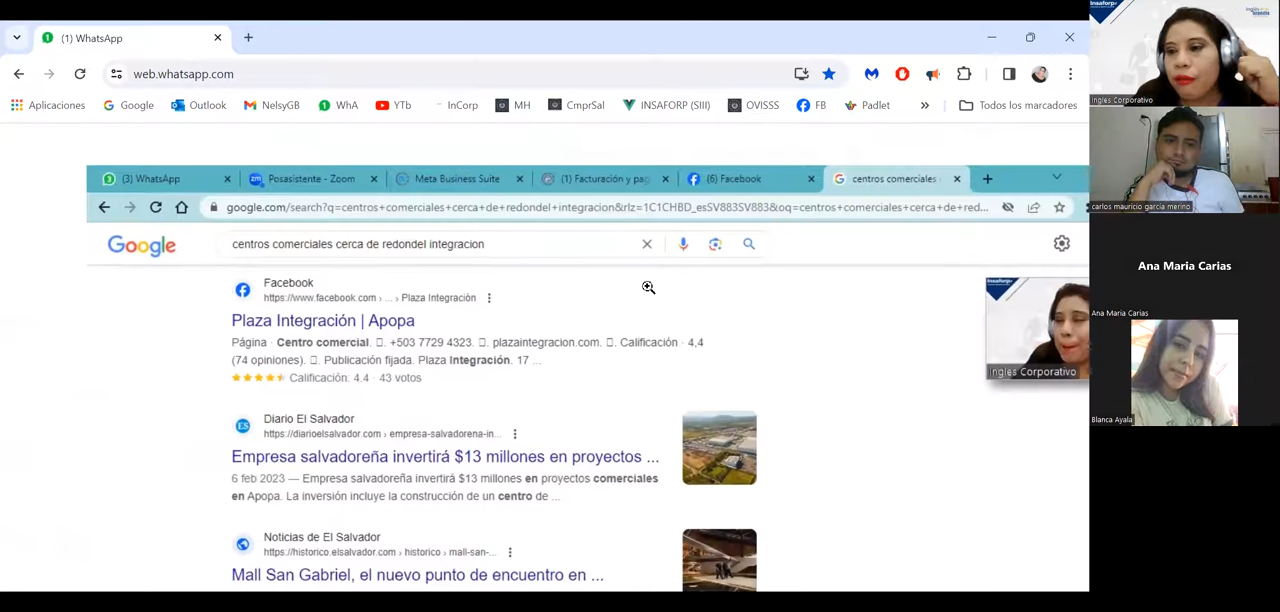 (1) WhatsApp
web.whatsapp.com
Aplicaciones Google Outlook NelsyGB WhA YTb InCorp MH CmprSal INSAFORP (SIII) OVISSS FB Padlet » Todos los marcadores
(3) WhatsApp Posasistente - Zoom Meta Business Suite (1) Facturación y pag (6) Facebook centros comerciales
google.com/search?q=centros+comerciales+cerca+de+redondel+integracion&rlz=1C1CHBD_esSV883SV883&oq=centros+comerciales+cerca+de+red...
Google centros comerciales cerca de redondel integracion
Facebook
https://www.facebook.com › ... › Plaza Integración
Plaza Integración | Apopa
Página · Centro comercial. +503 7729 4323. plazaintegracion.com. Calificación · 4,4
(74 opiniones). Publicación fijada. Plaza Integración. 17 ...
Calificación: 4.4 · 43 votos
ES
Diario El Salvador
https://diarioelsalvador.com › empresa-salvadorena-in...
Empresa salvadoreña invertirá $13 millones en proyectos ...
6 feb 2023 — Empresa salvadoreña invertirá $13 millones en proyectos comerciales
en Apopa. La inversión incluye la construcción de un centro de ...
Noticias de El Salvador
https://historico.elsalvador.com › historico › mall-san-...
Mall San Gabriel, el nuevo punto de encuentro en ...
Ingles Corporativo
Insaforp
Ingles Corporativo
carlos mauricio garcia merino
Ana Maria Carias
Ana Maria Carias
Blanca Ayala